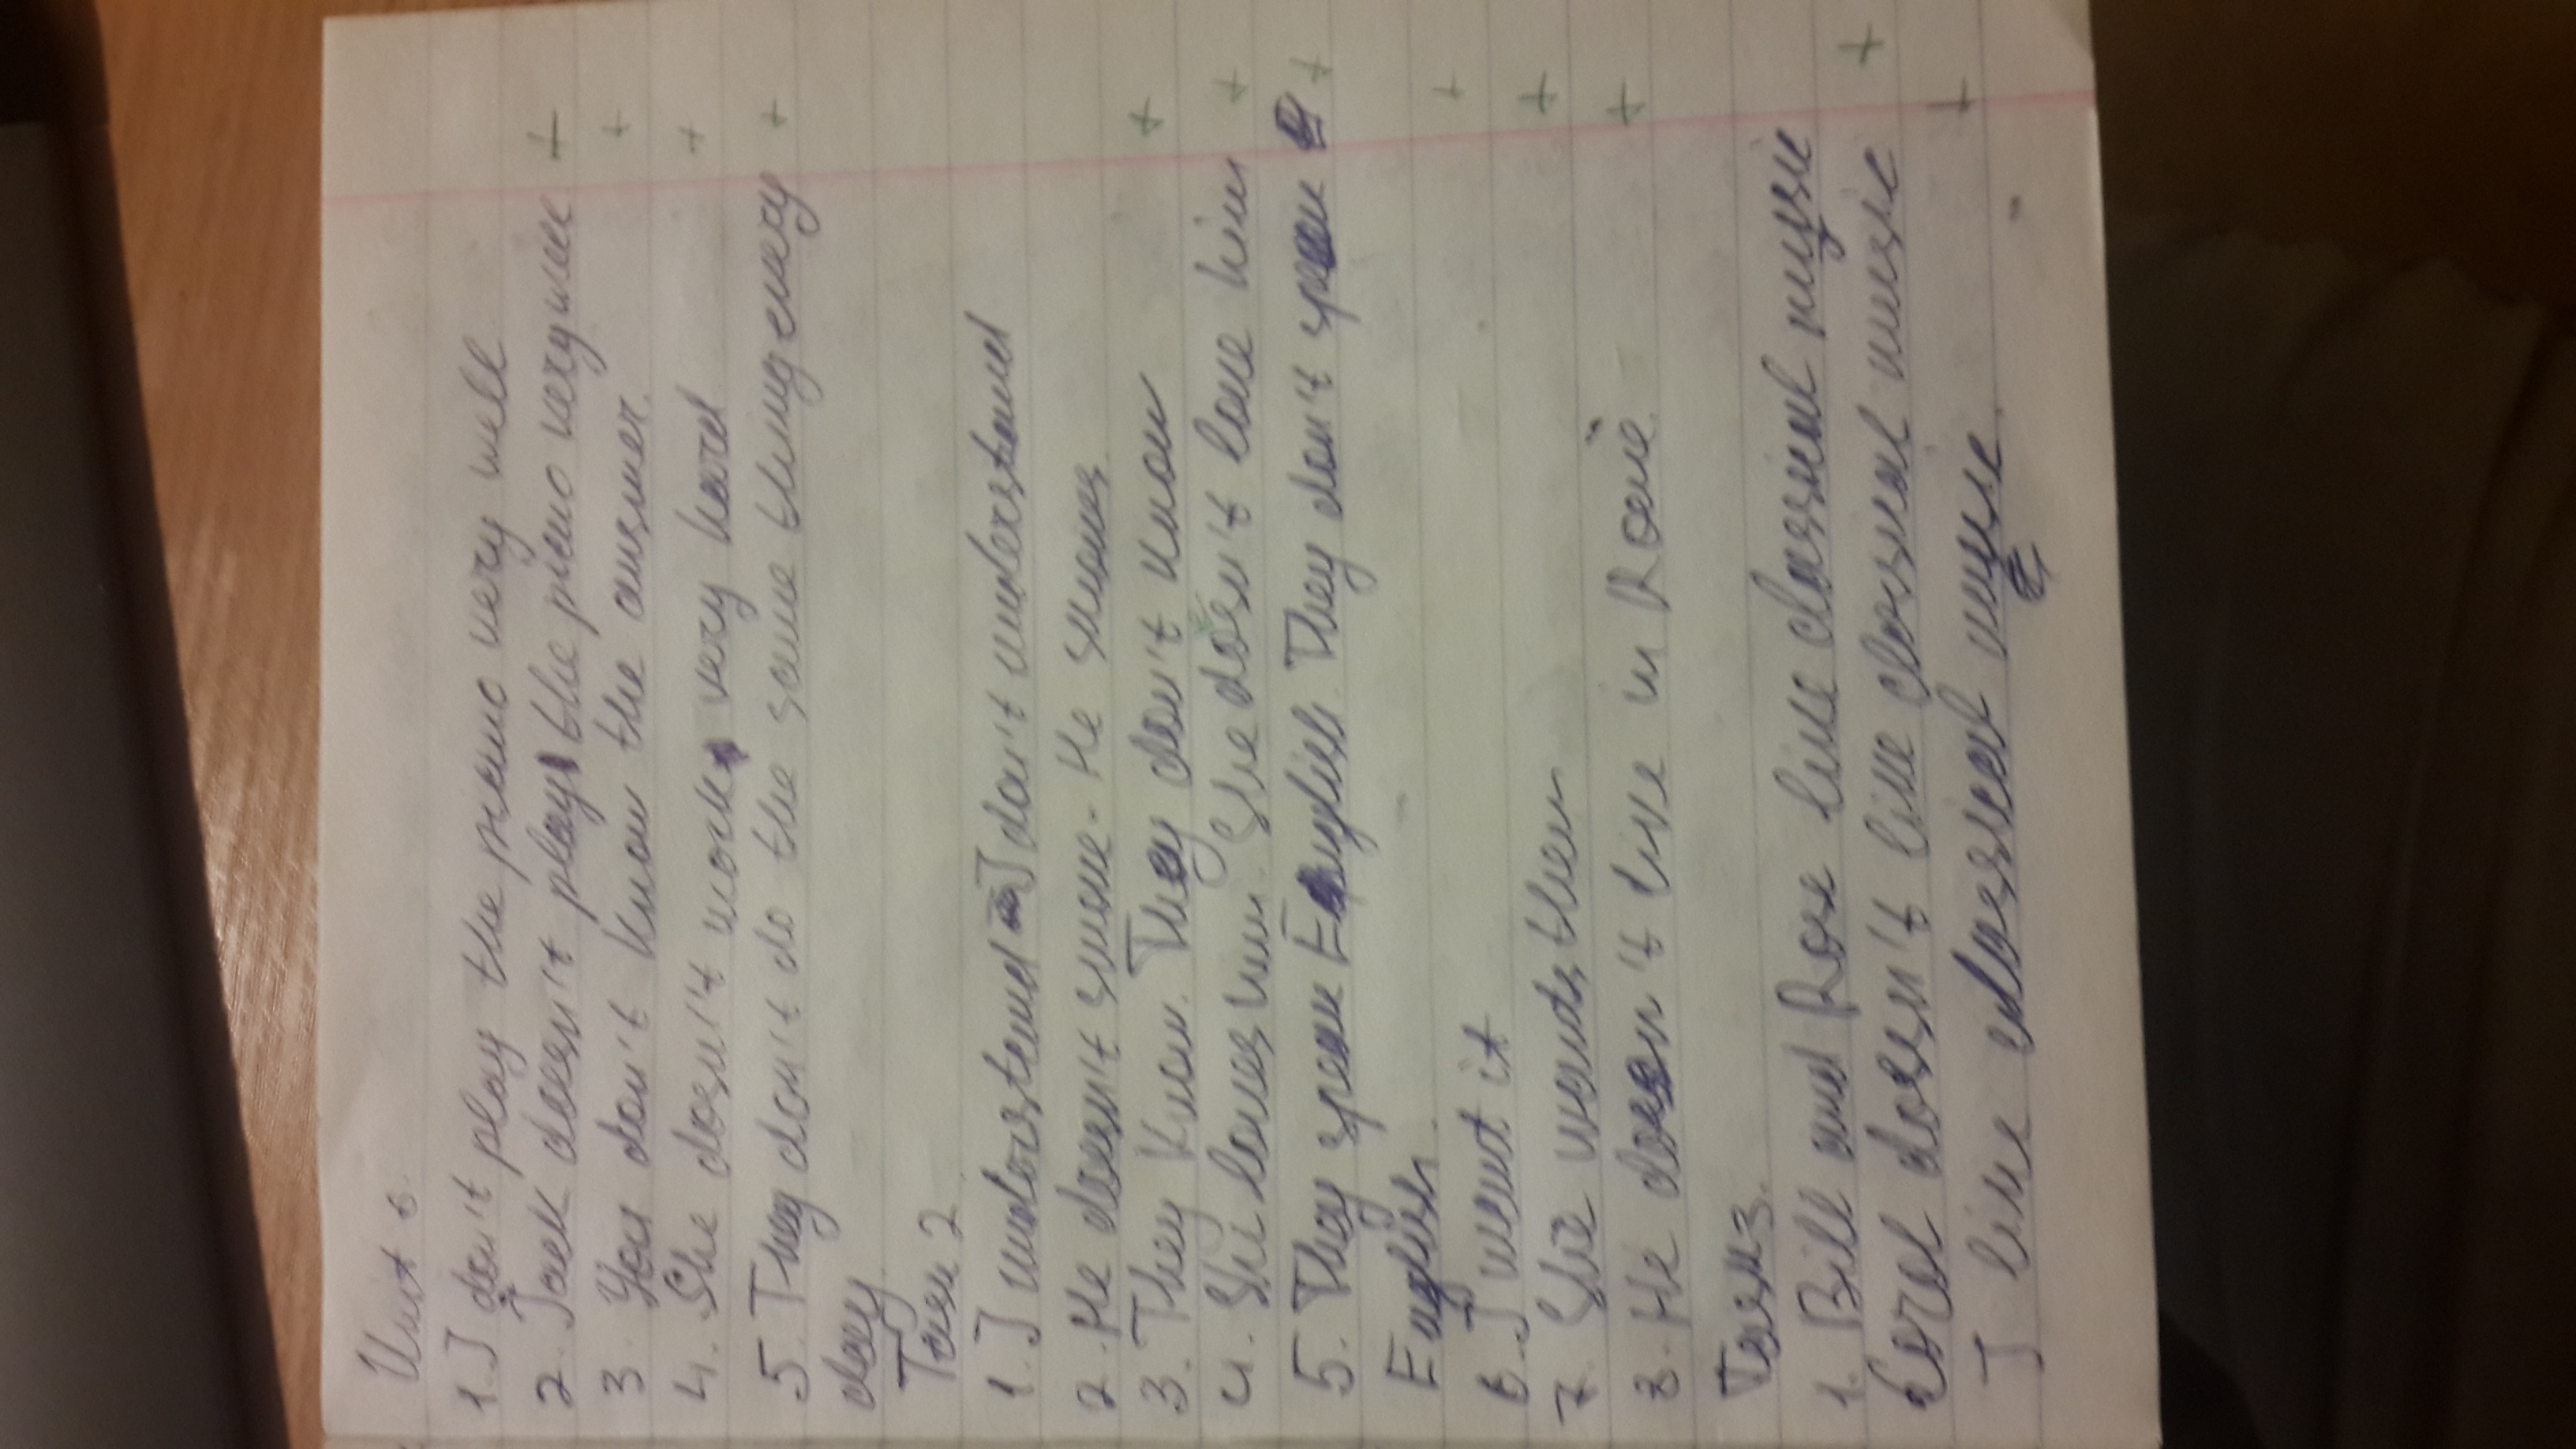 Unit 6.
1. I don't play the piano very well.
2. Jack doesn't play the piano very well +
3. You don't know the answer. +
4. She dosn't work very hard +
5. They don't do the same thing every +
day
Task 2
1. I understand - I don't understand
2. He doesn't smoke - He smokes.
3. They know. They don't know +
4. She loves him. She doesn't love him +
5. They speak English. They don't speak +
English.
6. I want it +
7. She wants them +
8. He doesn't live in Rome. +
Task 3.
1. Bill and Rose like classical musie
Carol doesn't like classical musie +
I like classical musie. +